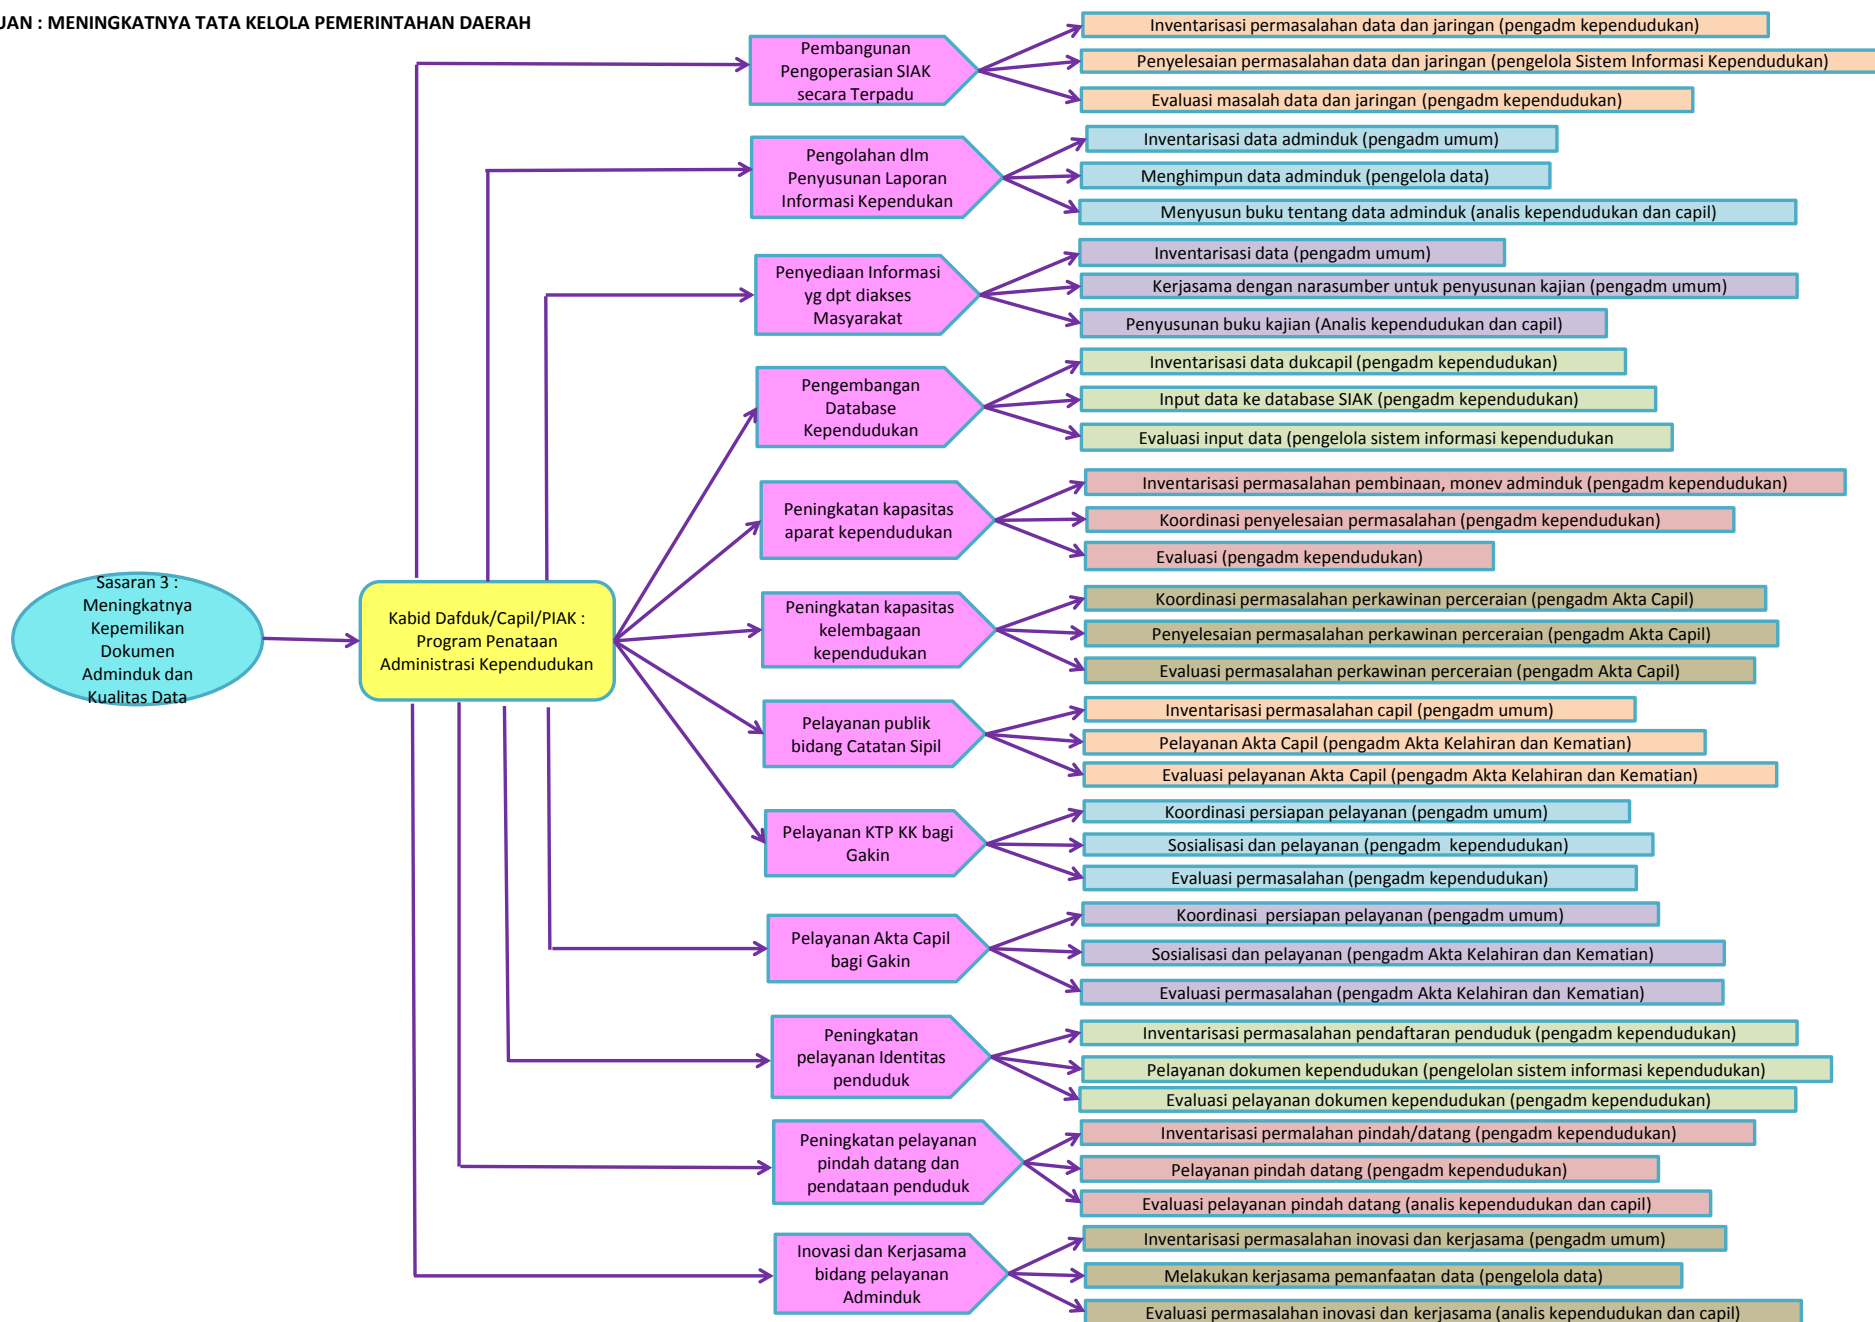 UAN : MENINGKATNYA TATA KELOLA PEMERINTAHAN DAERAH
Sasaran 3 :
Meningkatnya
Kepemilikan
Dokumen
Adminduk dan
Kualitas Data
Kabid Dafduk/Capil/PIAK :
Program Penataan
Administrasi Kependudukan
Pembangunan
Pengoperasian SIAK
secara Terpadu
Inventarisasi permasalahan data dan jaringan (pengadm kependudukan)
Penyelesaian permasalahan data dan jaringan (pengelola Sistem Informasi Kependudukan)
Evaluasi masalah data dan jaringan (pengadm kependudukan)
Pengolahan dlm
Penyusunan Laporan
Informasi Kependukan
Inventarisasi data adminduk (pengadm umum)
Menghimpun data adminduk (pengelola data)
Menyusun buku tentang data adminduk (analis kependudukan dan capil)
Penyediaan Informasi
yg dpt diakses
Masyarakat
Inventarisasi data (pengadm umum)
Kerjasama dengan narasumber untuk penyusunan kajian (pengadm umum)
Penyusunan buku kajian (Analis kependudukan dan capil)
Pengembangan
Database
Kependudukan
Inventarisasi data dukcapil (pengadm kependudukan)
Input data ke database SIAK (pengadm kependudukan)
Evaluasi input data (pengelola sistem informasi kependudukan
Peningkatan kapasitas
aparat kependudukan
Inventarisasi permasalahan pembinaan, monev adminduk (pengadm kependudukan)
Koordinasi penyelesaian permasalahan (pengadm kependudukan)
Evaluasi (pengadm kependudukan)
Peningkatan kapasitas
kelembagaan
kependudukan
Koordinasi permasalahan perkawinan perceraian (pengadm Akta Capil)
Penyelesaian permasalahan perkawinan perceraian (pengadm Akta Capil)
Evaluasi permasalahan perkawinan perceraian (pengadm Akta Capil)
Pelayanan publik
bidang Catatan Sipil
Inventarisasi permasalahan capil (pengadm umum)
Pelayanan Akta Capil (pengadm Akta Kelahiran dan Kematian)
Evaluasi pelayanan Akta Capil (pengadm Akta Kelahiran dan Kematian)
Pelayanan KTP KK bagi
Gakin
Koordinasi persiapan pelayanan (pengadm umum)
Sosialisasi dan pelayanan (pengadm  kependudukan)
Evaluasi permasalahan (pengadm kependudukan)
Pelayanan Akta Capil
bagi Gakin
Koordinasi  persiapan pelayanan (pengadm umum)
Sosialisasi dan pelayanan (pengadm Akta Kelahiran dan Kematian)
Evaluasi permasalahan (pengadm Akta Kelahiran dan Kematian)
Peningkatan
pelayanan Identitas
penduduk
Inventarisasi permasalahan pendaftaran penduduk (pengadm kependudukan)
Pelayanan dokumen kependudukan (pengelolan sistem informasi kependudukan)
Evaluasi pelayanan dokumen kependudukan (pengadm kependudukan)
Peningkatan pelayanan
pindah datang dan
pendataan penduduk
Inventarisasi permalahan pindah/datang (pengadm kependudukan)
Pelayanan pindah datang (pengadm kependudukan)
Evaluasi pelayanan pindah datang (analis kependudukan dan capil)
Inovasi dan Kerjasama
bidang pelayanan
Adminduk
Inventarisasi permasalahan inovasi dan kerjasama (pengadm umum)
Melakukan kerjasama pemanfaatan data (pengelola data)
Evaluasi permasalahan inovasi dan kerjasama (analis kependudukan dan capil)